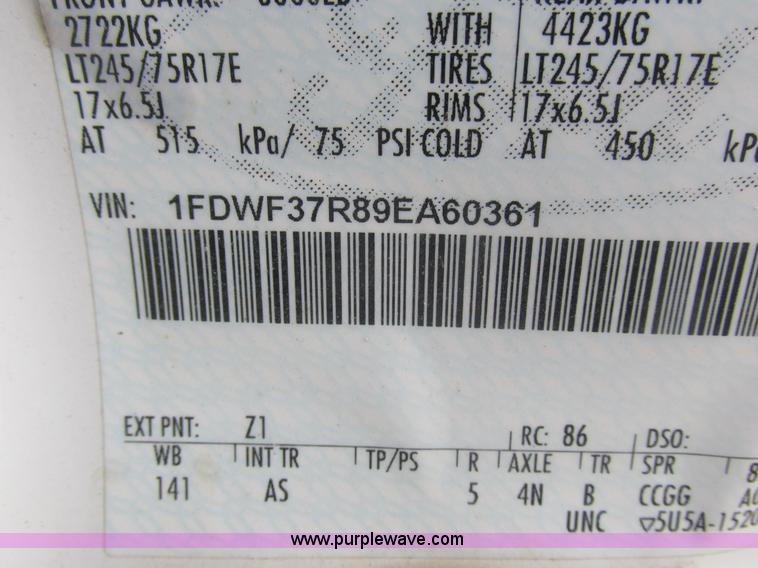 2722KG WITH 4423KG
LT245/75R17E TIRES LT245/75R17E
17x6.5J RIMS 17x6.5J
AT 515 kPa/ 75 PSI COLD AT 450
VIN: 1FDWF37R89EA60361
EXT PNT: Z1 RC: 86 DSO:
WB INT TR TP/PS R AXLE TR SPR
141 AS 5 4N B CCGG
UNC ▽5U5A-1520
www.purplewave.com